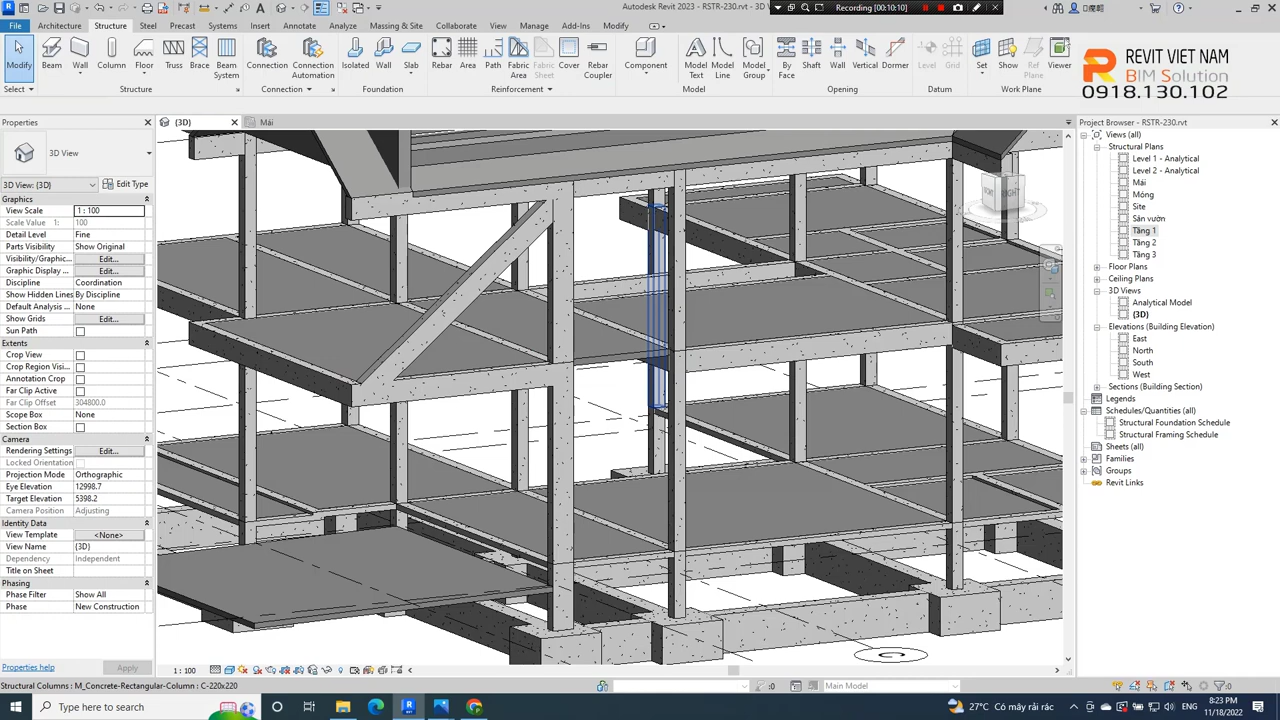 Autodesk Revit 2023 - RSTR-230.rvt - 3D V
Recording [00:10:10]
File
Architecture
Structure
Steel
Precast
Systems
Insert
Annotate
Analyze
Massing & Site
Collaborate
View
Manage
Add-Ins
Modify
Modify
Beam
Wall
Column
Floor
Truss
Brace
Beam System
Connection
Connection Automation
Isolated
Wall
Slab
Rebar
Area
Path
Fabric Area
Fabric Sheet
Cover
Rebar Coupler
Component
Model Text
Model Line
Model Group
By Face
Shaft
Wall
Vertical
Dormer
Level
Grid
Set
Show
Ref Plane
Viewer
Select
Structure
Connection
Foundation
Reinforcement
Model
Opening
Datum
Work Plane
REVIT VIET NAM
BIM Solution
0918.130.102
Properties
3D View
3D View: {3D}
Edit Type
Graphics
View Scale 1 : 100
Scale Value 1: 100
Detail Level Fine
Parts Visibility Show Original
Visibility/Graphic... Edit...
Graphic Display ... Edit...
Discipline Coordination
Show Hidden Lines By Discipline
Default Analysis ... None
Show Grids Edit...
Sun Path
Extents
Crop View
Crop Region Visi...
Annotation Crop
Far Clip Active
Far Clip Offset 304800.0
Scope Box None
Section Box
Camera
Rendering Settings Edit...
Locked Orientation
Projection Mode Orthographic
Eye Elevation 12998.7
Target Elevation 5398.2
Camera Position Adjusting
Identity Data
View Template <None>
View Name {3D}
Dependency Independent
Title on Sheet
Phasing
Phase Filter Show All
Phase New Construction
Properties help
Apply
{3D}
Mái
RIGHT
Project Browser - RSTR-230.rvt
Views (all)
Structural Plans
Level 1 - Analytical
Level 2 - Analytical
Mái
Móng
Site
Sân vườn
Tầng 1
Tầng 2
Tầng 3
Floor Plans
Ceiling Plans
3D Views
Analytical Model
{3D}
Elevations (Building Elevation)
East
North
South
West
Sections (Building Section)
Legends
Schedules/Quantities (all)
Structural Foundation Schedule
Structural Framing Schedule
Sheets (all)
Families
Groups
Revit Links
1 : 100
Structural Columns : M_Concrete-Rectangular-Column : C-220x220
:0
Main Model
:0
Type here to search
27°C Có mây rải rác
ENG
8:23 PM
11/18/2022